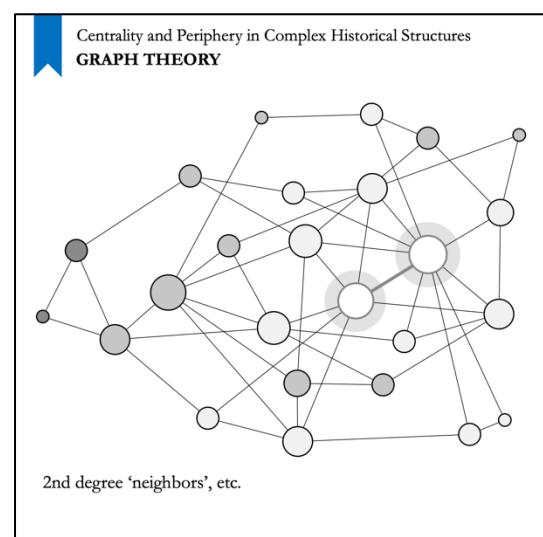 Centrality and Periphery in Complex Historical Structures
GRAPH THEORY
2nd degree ‘neighbors’, etc.